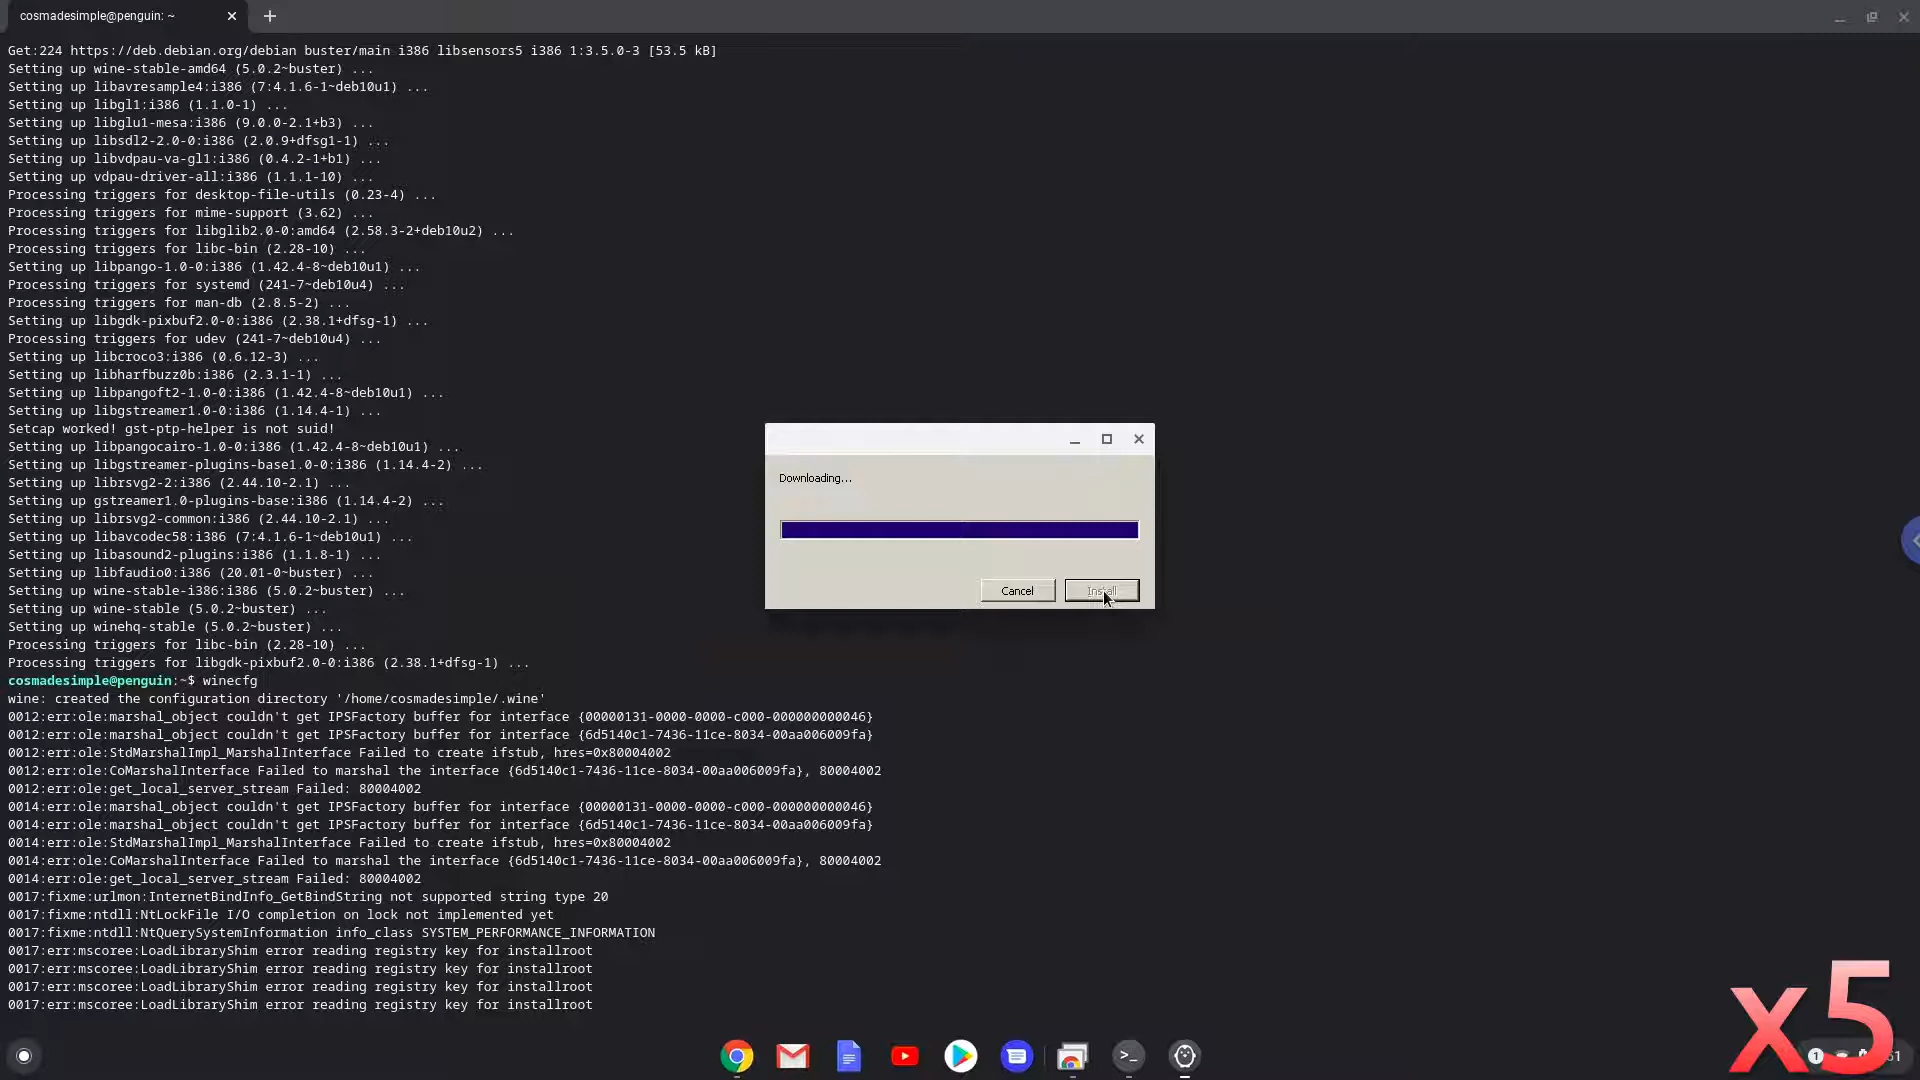 cosmadesimple@penguin: ~
Get:224 https://deb.debian.org/debian buster/main i386 libsensors5 i386 1:3.5.0-3 [53.5 kB]
Setting up wine-stable-amd64 (5.0.2~buster) ...
Setting up libavresample4:i386 (7:4.1.6-1~deb10u1) ...
Setting up libgl1:i386 (1.1.0-1) ...
Setting up libglu1-mesa:i386 (9.0.0-2.1+b3) ...
Setting up libsdl2-2.0-0:i386 (2.0.9+dfsg1-1) ...
Setting up libvdpau-va-gl1:i386 (0.4.2-1+b1) ...
Setting up vdpau-driver-all:i386 (1.1.1-10) ...
Processing triggers for desktop-file-utils (0.23-4) ...
Processing triggers for mime-support (3.62) ...
Processing triggers for libglib2.0-0:amd64 (2.58.3-2+deb10u2) ...
Processing triggers for libc-bin (2.28-10) ...
Setting up libpango-1.0-0:i386 (1.42.4-8~deb10u1) ...
Processing triggers for systemd (241-7~deb10u4) ...
Processing triggers for man-db (2.8.5-2) ...
Setting up libgdk-pixbuf2.0-0:i386 (2.38.1+dfsg-1) ...
Processing triggers for udev (241-7~deb10u4) ...
Setting up libcroco3:i386 (0.6.12-3) ...
Setting up libharfbuzz0b:i386 (2.3.1-1) ...
Setting up libpangoft2-1.0-0:i386 (1.42.4-8~deb10u1) ...
Setting up libgstreamer1.0-0:i386 (1.14.4-1) ...
Setcap worked! gst-ptp-helper is not suid!
Setting up libpangocairo-1.0-0:i386 (1.42.4-8~deb10u1) ...
Setting up libgstreamer-plugins-base1.0-0:i386 (1.14.4-2) ...
Setting up librsvg2-2:i386 (2.44.10-2.1) ...
Setting up gstreamer1.0-plugins-base:i386 (1.14.4-2) ...
Setting up librsvg2-common:i386 (2.44.10-2.1) ...
Setting up libavcodec58:i386 (7:4.1.6-1~deb10u1) ...
Setting up libasound2-plugins:i386 (1.1.8-1) ...
Setting up libfaudio0:i386 (20.01-0~buster) ...
Setting up wine-stable-i386:i386 (5.0.2~buster) ...
Setting up wine-stable (5.0.2~buster) ...
Setting up winehq-stable (5.0.2~buster) ...
Processing triggers for libc-bin (2.28-10) ...
Processing triggers for libgdk-pixbuf2.0-0:i386 (2.38.1+dfsg-1) ...
cosmadesimple@penguin:~$ winecfg
wine: created the configuration directory '/home/cosmadesimple/.wine'
0012:err:ole:marshal_object couldn't get IPSFactory buffer for interface {00000131-0000-0000-c000-000000000046}
0012:err:ole:marshal_object couldn't get IPSFactory buffer for interface {6d5140c1-7436-11ce-8034-00aa006009fa}
0012:err:ole:StdMarshalImpl_MarshalInterface Failed to create ifstub, hres=0x80004002
0012:err:ole:CoMarshalInterface Failed to marshal the interface {6d5140c1-7436-11ce-8034-00aa006009fa}, 80004002
0012:err:ole:get_local_server_stream Failed: 80004002
0014:err:ole:marshal_object couldn't get IPSFactory buffer for interface {00000131-0000-0000-c000-000000000046}
0014:err:ole:marshal_object couldn't get IPSFactory buffer for interface {6d5140c1-7436-11ce-8034-00aa006009fa}
0014:err:ole:StdMarshalImpl_MarshalInterface Failed to create ifstub, hres=0x80004002
0014:err:ole:CoMarshalInterface Failed to marshal the interface {6d5140c1-7436-11ce-8034-00aa006009fa}, 80004002
0014:err:ole:get_local_server_stream Failed: 80004002
0017:fixme:urlmon:InternetBindInfo_GetBindString not supported string type 20
0017:fixme:ntdll:NtLockFile I/O completion on lock not implemented yet
0017:fixme:ntdll:NtQuerySystemInformation info_class SYSTEM_PERFORMANCE_INFORMATION
0017:err:mscoree:LoadLibraryShim error reading registry key for installroot
0017:err:mscoree:LoadLibraryShim error reading registry key for installroot
0017:err:mscoree:LoadLibraryShim error reading registry key for installroot
0017:err:mscoree:LoadLibraryShim error reading registry key for installroot
Downloading...
Cancel
Install
x5
1